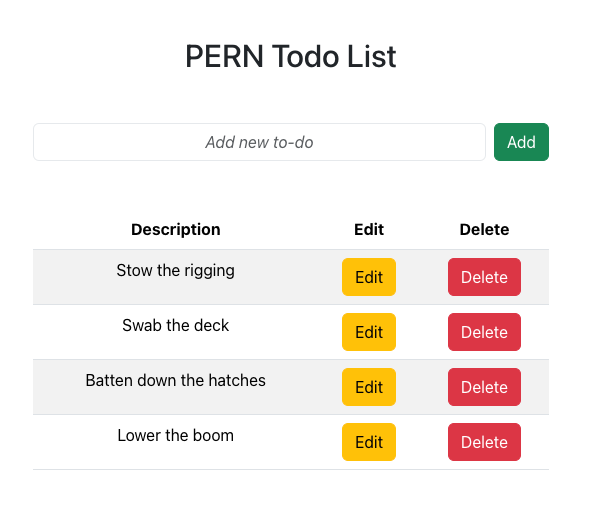 PERN Todo List
Add new to-do Add
Description Edit Delete
Stow the rigging Edit Delete
Swab the deck Edit Delete
Batten down the hatches Edit Delete
Lower the boom Edit Delete